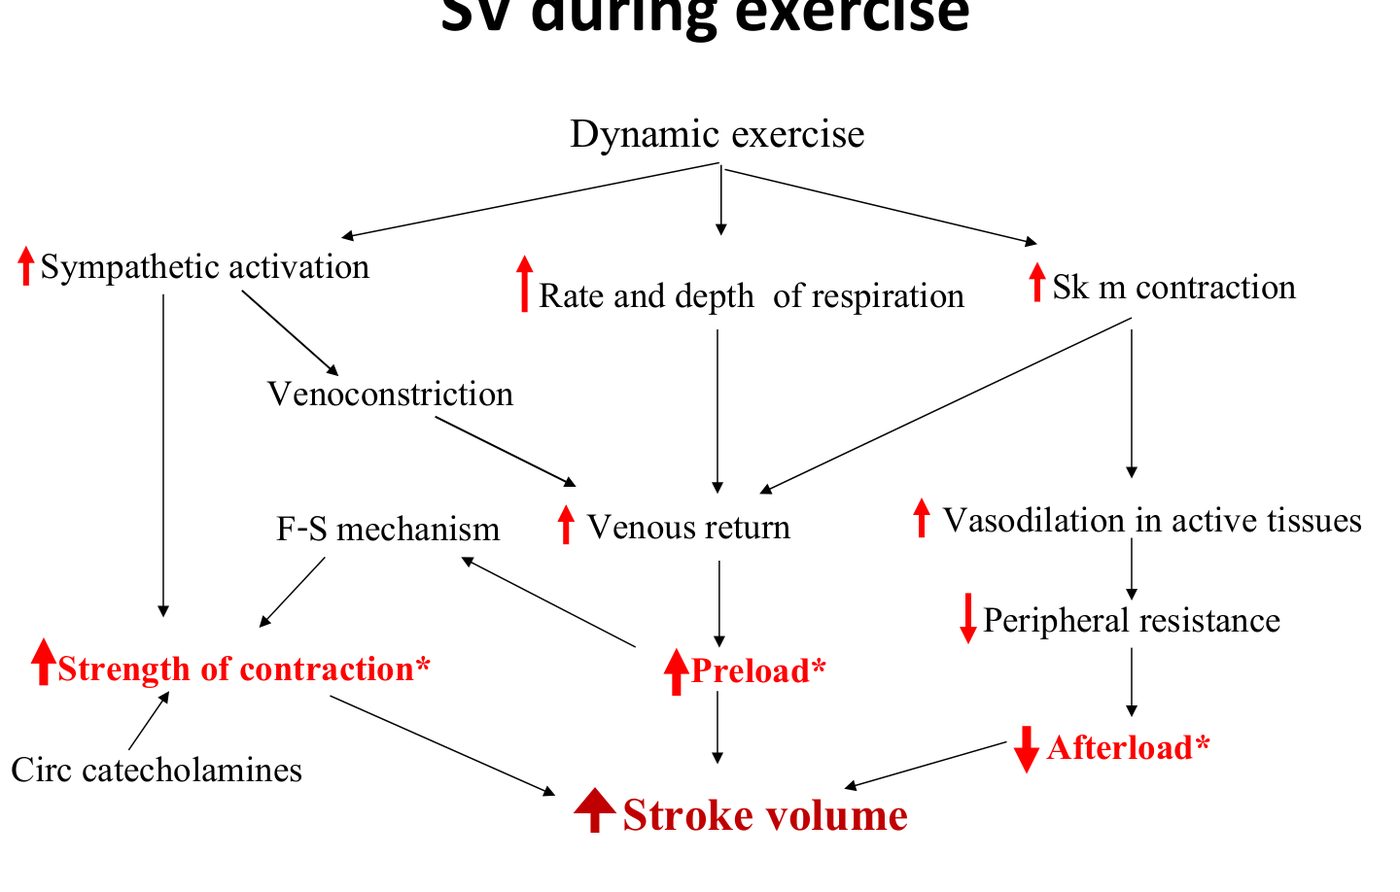 SV during exercise
Dynamic exercise
Sympathetic activation
Rate and depth of respiration
Sk m contraction
Venoconstriction
F-S mechanism
Venous return
Vasodilation in active tissues
Peripheral resistance
Strength of contraction*
Preload*
Afterload*
Circ catecholamines
Stroke volume